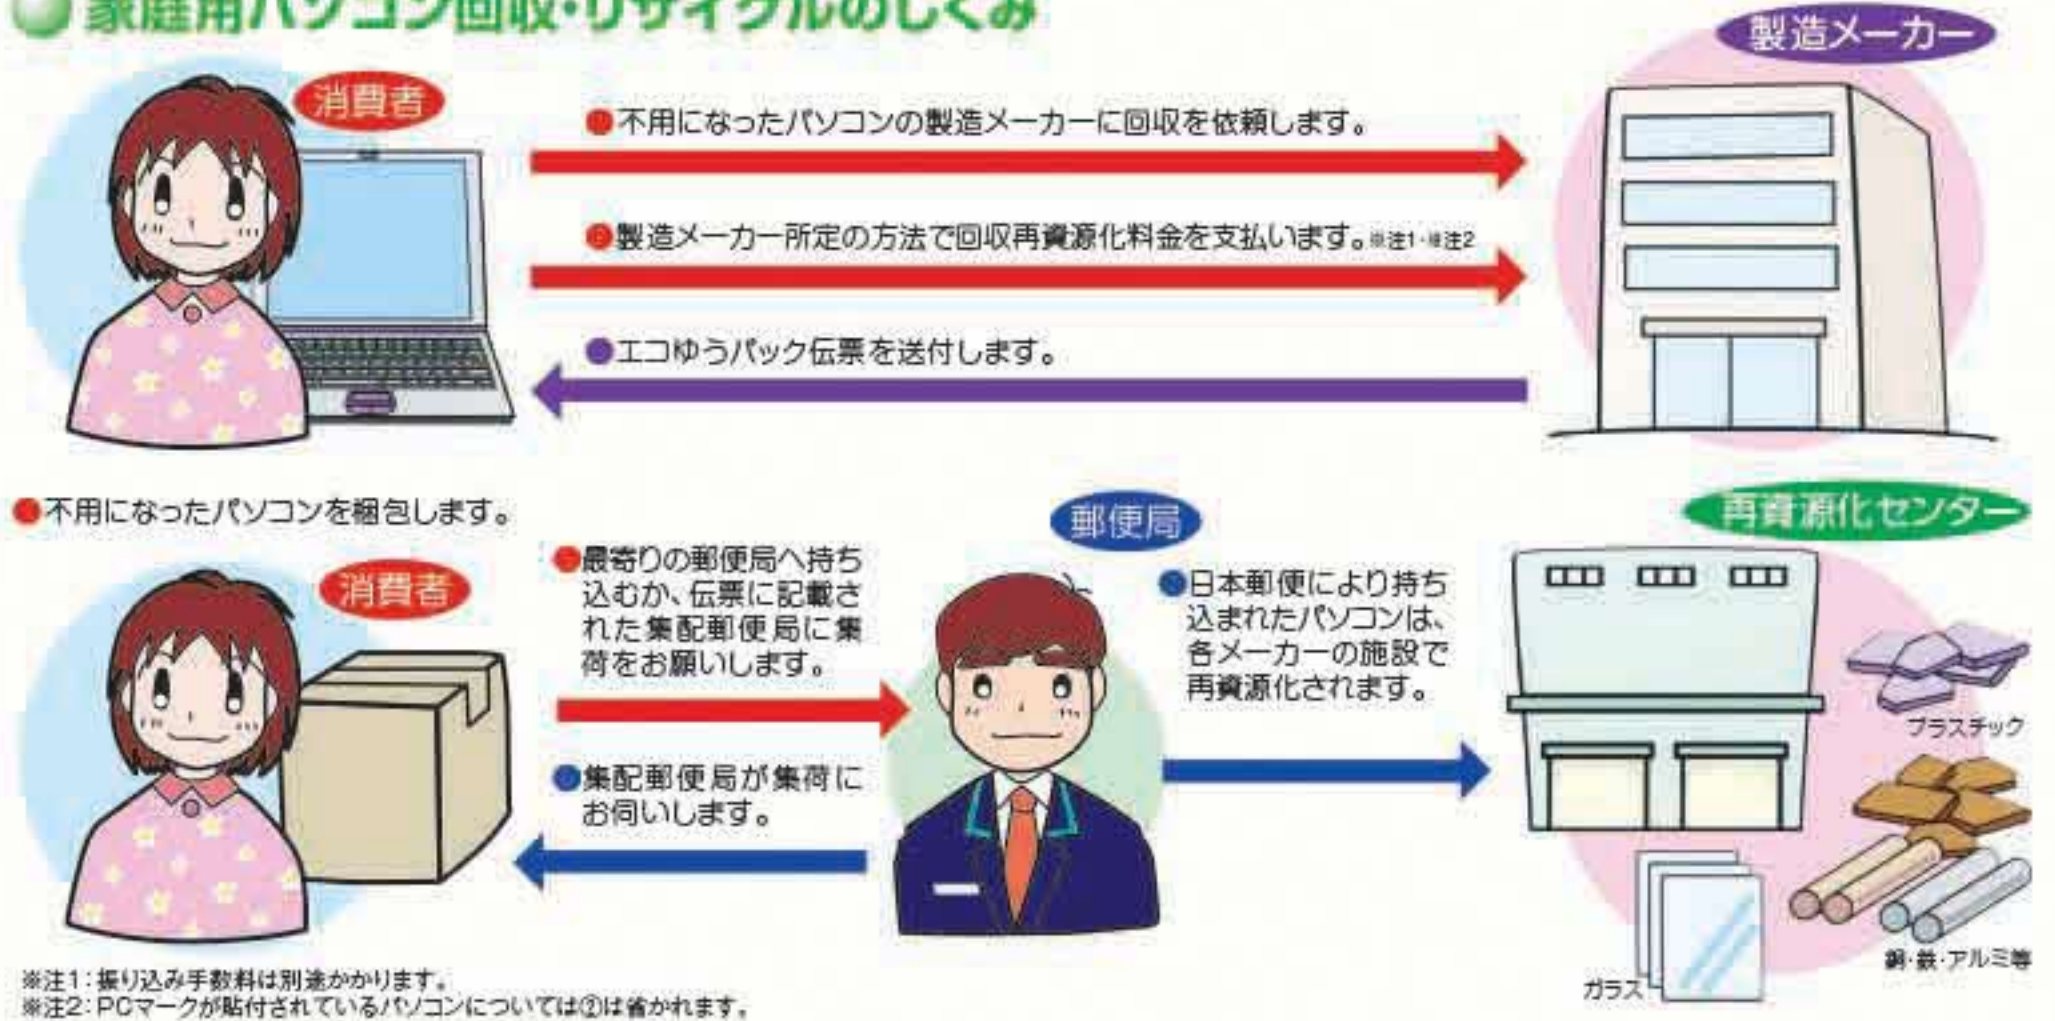 家庭用パソコン回収・リサイクルのしくみ
製造メーカー
消費者
●不用になったパソコンの製造メーカーに回収を依頼します。
●製造メーカー所定の方法で回収再資源化料金を支払います。※注1・※注2
●エコゆうパック伝票を送付します。
●不用になったパソコンを梱包します。
消費者
●最寄りの郵便局へ持ち
込むか、伝票に記載さ
れた集配郵便局に集
荷をお願いします。
●集配郵便局が集荷に
お伺いします。
郵便局
●日本郵便により持ち
込まれたパソコンは、
各メーカーの施設で
再資源化されます。
再資源化センター
プラスチック
銅・鉄・アルミ等
ガラス
※注1：振り込み手数料は別途かかります。
※注2：PCマークが貼付されているパソコンについては②は省かれます。